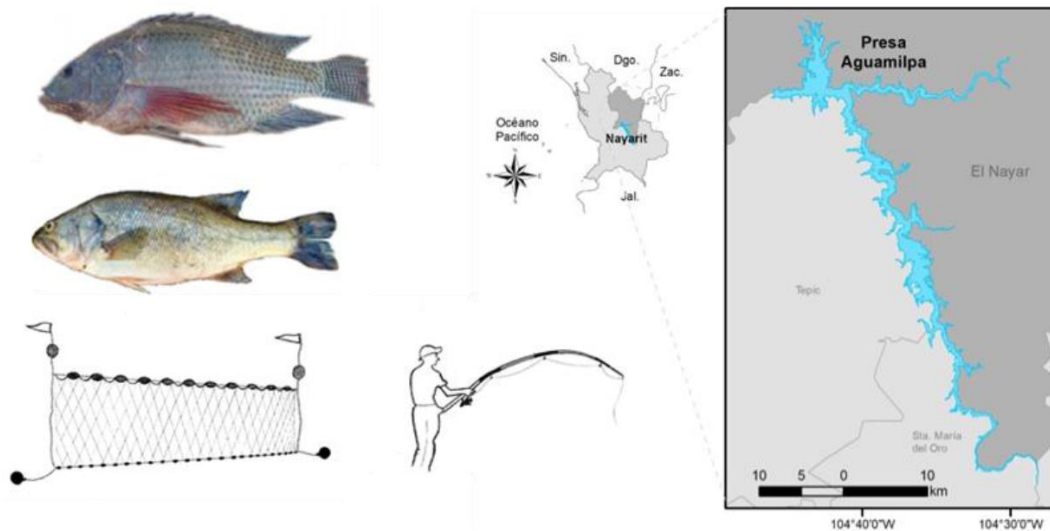 Sin.
Dgo.
Zac.
Océano
Pacífico
Nayarit
Jal.
Presa
Aguamilpa
El Nayar
Tepic
Sta. María
del Oro
10 5 0 10
km
104°40'0"W 104°30'0"W